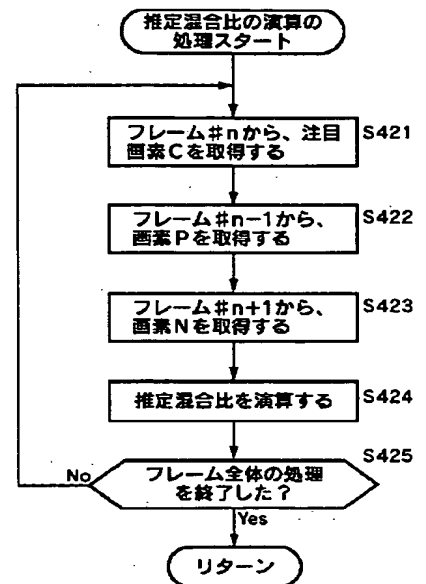 推定混合比の演算の
処理スタート
フレーム#nから、注目
画素Cを取得する
S421
フレーム#n−1から、
画素Pを取得する
S422
フレーム#n+1から、
画素Nを取得する
S423
推定混合比を演算する
S424
S425
フレーム全体の処理
を終了した？
No
Yes
リターン